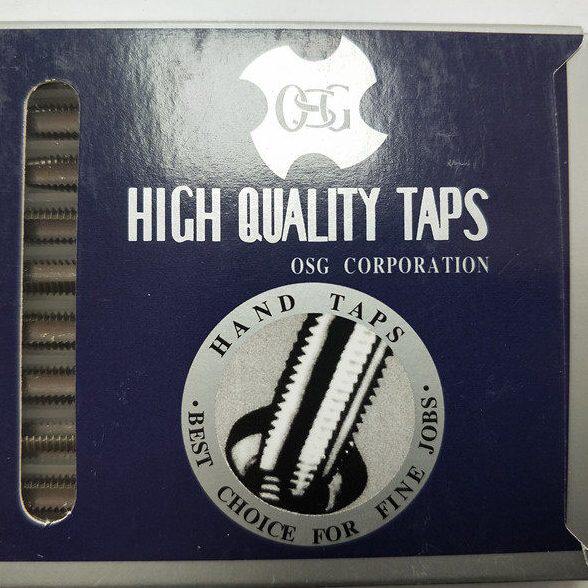 OSG
HIGH QUALITY TAPS
OSG CORPORATION
HAND TAPS
·BEST CHOICE FOR FINE JOBS·